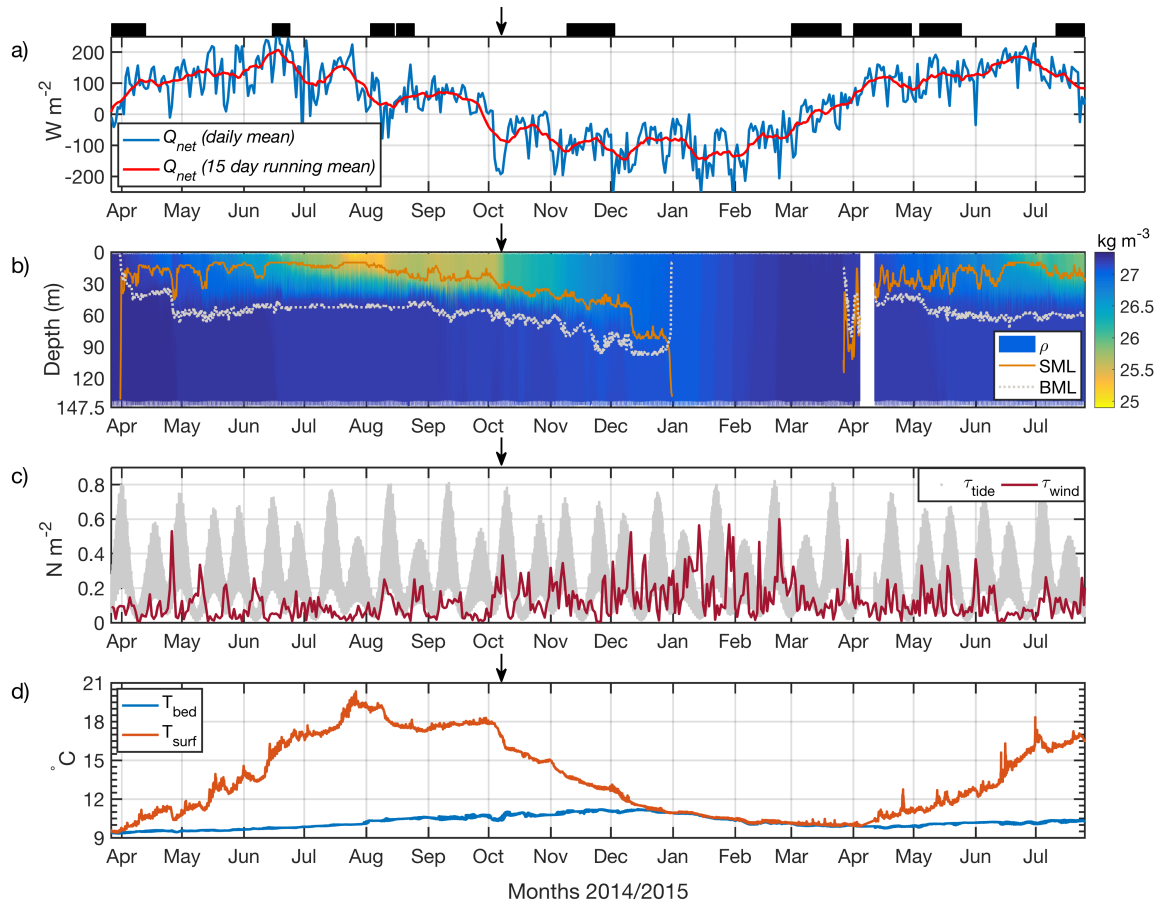 a)
W m-2
200
100
0
-100
-200
Qnet (daily mean)
Qnet (15 day running mean)
Apr May Jun Jul Aug Sep Oct Nov Dec Jan Feb Mar Apr May Jun Jul
b)
Depth (m)
0
30
60
90
120
147.5
ρ
SML
BML
kg m-3
27
26.5
26
25.5
25
Apr May Jun Jul Aug Sep Oct Nov Dec Jan Feb Mar Apr May Jun Jul
c)
N m-2
0.8
0.6
0.4
0.2
0
τtide τwind
Apr May Jun Jul Aug Sep Oct Nov Dec Jan Feb Mar Apr May Jun Jul
d)
°C
21
18
15
12
9
Tbed
Tsurf
Apr May Jun Jul Aug Sep Oct Nov Dec Jan Feb Mar Apr May Jun Jul
Months 2014/2015